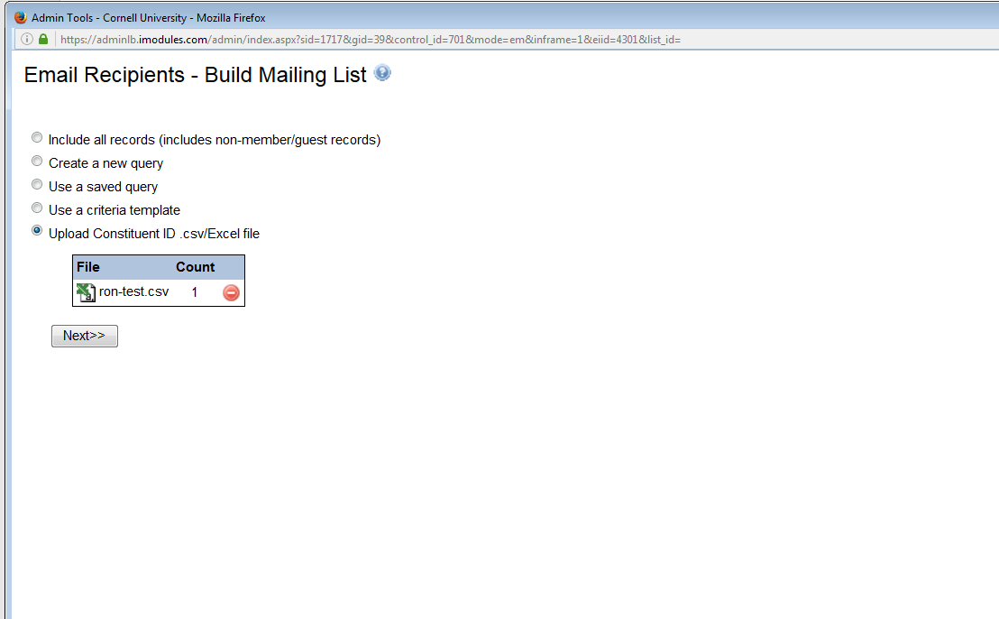 Admin Tools - Cornell University - Mozilla Firefox
https://adminlb.imodules.com/admin/index.aspx?sid=1717&gid=39&control_id=701&mode=em&inframe=1&eiid=4301&list_id=
Email Recipients - Build Mailing List
Include all records (includes non-member/guest records)
Create a new query
Use a saved query
Use a criteria template
Upload Constituent ID .csv/Excel file
File Count
ron-test.csv 1
Next>>